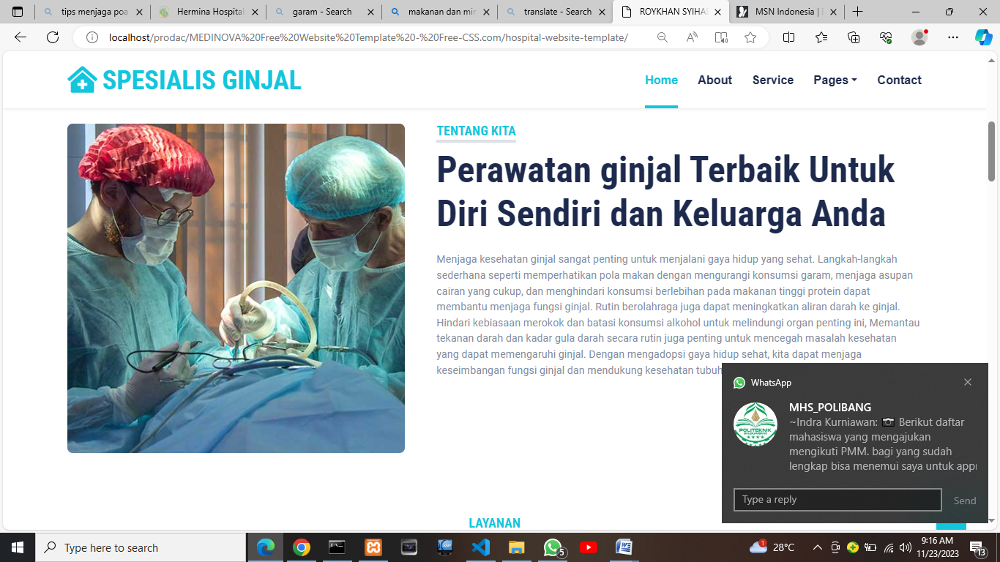 tips menjaga poa
Hermina Hospital
garam - Search
makanan dan min
translate - Search
ROYKHAN SYIHA
MSN Indonesia |
localhost/prodac/MEDINOVA%20Free%20Website%20Template%20-%20Free-CSS.com/hospital-website-template/
SPESIALIS GINJAL
Home About Service Pages Contact
TENTANG KITA
Perawatan ginjal Terbaik Untuk
Diri Sendiri dan Keluarga Anda
Menjaga kesehatan ginjal sangat penting untuk menjalani gaya hidup yang sehat. Langkah-langkah
sederhana seperti memperhatikan pola makan dengan mengurangi konsumsi garam, menjaga asupan
cairan yang cukup, dan menghindari konsumsi berlebihan pada makanan tinggi protein dapat
membantu menjaga fungsi ginjal. Rutin berolahraga juga dapat meningkatkan aliran darah ke ginjal.
Hindari kebiasaan merokok dan batasi konsumsi alkohol untuk melindungi organ penting ini, Memantau
tekanan darah dan kadar gula darah secara rutin juga penting untuk mencegah masalah kesehatan
yang dapat memengaruhi ginjal. Dengan mengadopsi gaya hidup sehat, kita dapat menjaga
keseimbangan fungsi ginjal dan mendukung kesehatan tubuh
WhatsApp
MHS_POLIBANG
~Indra Kurniawan: 📷 Berikut daftar
mahasiswa yang mengajukan
mengikuti PMM. bagi yang sudah
lengkap bisa menemui saya untuk app
POLITEKNIK
Type a reply
Send
LAYANAN
Type here to search
5
1
28°C
9:16 AM
11/23/2023
13